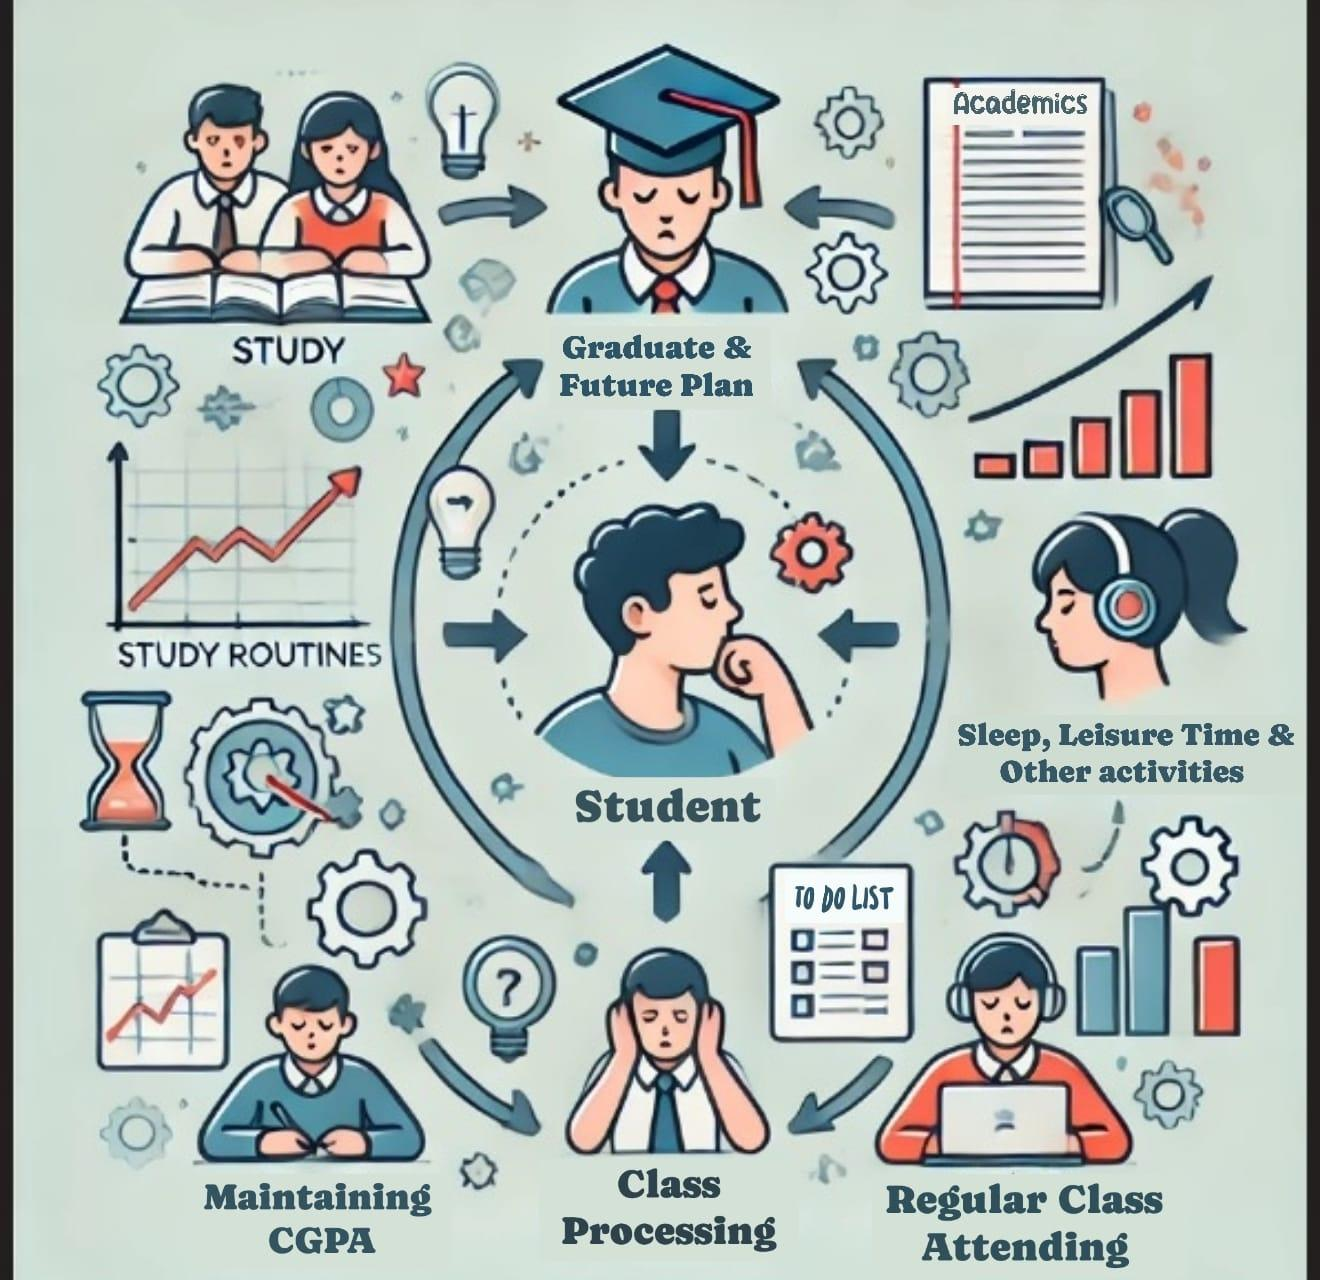 Academics
STUDY
Graduate &
Future Plan
STUDY ROUTINES
Sleep, Leisure Time &
Other activities
Student
TO DO LIST
?
Maintaining
CGPA
Class
Processing
Regular Class
Attending